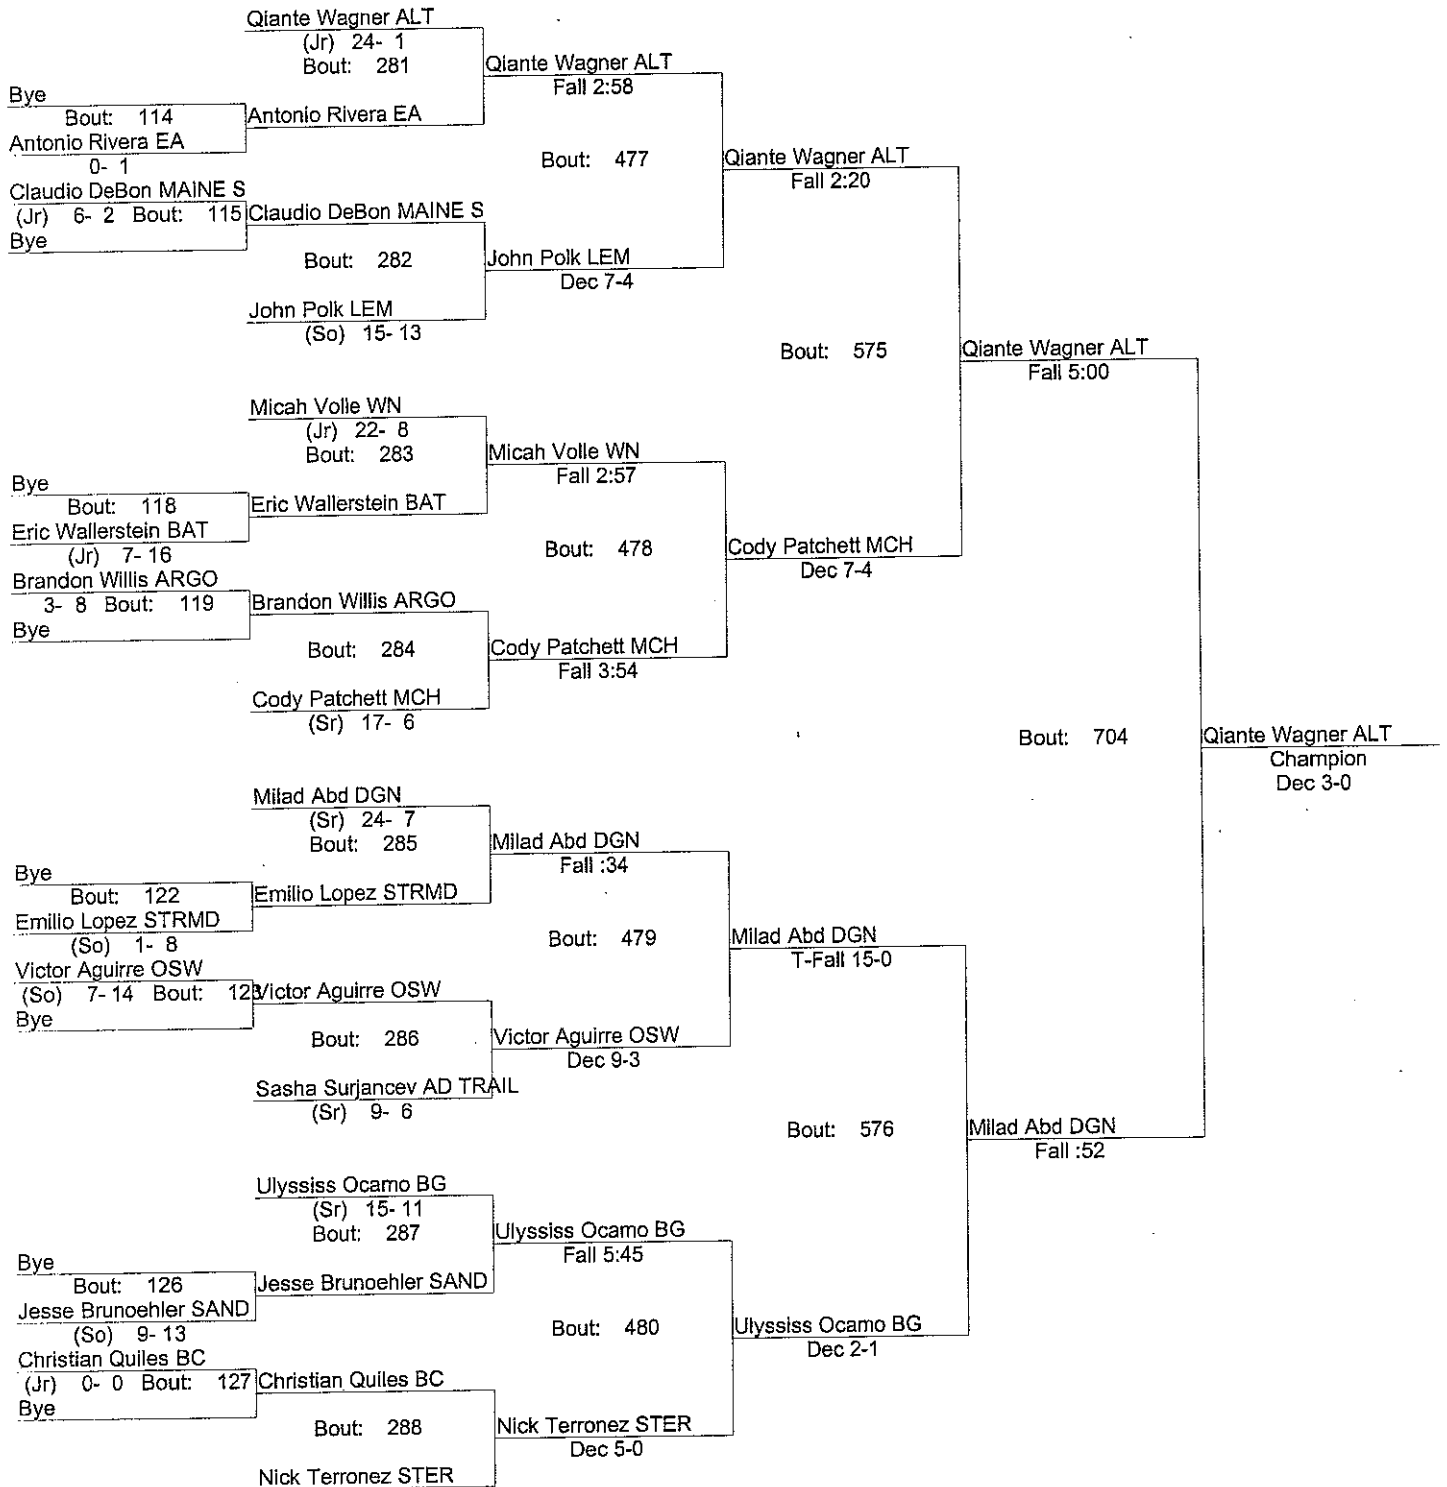 Qiante Wagner ALT
(Jr) 24- 1
Bout: 281
Qiante Wagner ALT
Fall 2:58
Bye
Bout: 114
Antonio Rivera EA
Antonio Rivera EA
0- 1
Bout: 477
Qiante Wagner ALT
Fall 2:20
Claudio DeBon MAINE S
(Jr) 6- 2 Bout: 115
Claudio DeBon MAINE S
Bye
Bout: 282
John Polk LEM
Dec 7-4
John Polk LEM
(So) 15- 13
Bout: 575
Qiante Wagner ALT
Fall 5:00
Micah Volle WN
(Jr) 22- 8
Bout: 283
Micah Volle WN
Fall 2:57
Bye
Bout: 118
Eric Wallerstein BAT
Eric Wallerstein BAT
(Jr) 7- 16
Bout: 478
Cody Patchett MCH
Dec 7-4
Brandon Willis ARGO
3- 8 Bout: 119
Brandon Willis ARGO
Bye
Bout: 284
Cody Patchett MCH
Fall 3:54
Cody Patchett MCH
(Sr) 17- 6
Bout: 704
Qiante Wagner ALT
Champion
Dec 3-0
Milad Abd DGN
(Sr) 24- 7
Bout: 285
Milad Abd DGN
Fall :34
Bye
Bout: 122
Emilio Lopez STRMD
Emilio Lopez STRMD
(So) 1- 8
Bout: 479
Milad Abd DGN
T-Fall 15-0
Victor Aguirre OSW
(So) 7- 14 Bout: 123
Victor Aguirre OSW
Bye
Bout: 286
Victor Aguirre OSW
Dec 9-3
Sasha Surjancev AD TRAIL
(Sr) 9- 6
Bout: 576
Milad Abd DGN
Fall :52
Ulyssiss Ocamo BG
(Sr) 15- 11
Bout: 287
Ulyssiss Ocamo BG
Fall 5:45
Bye
Bout: 126
Jesse Brunoehler SAND
Jesse Brunoehler SAND
(So) 9- 13
Bout: 480
Ulyssiss Ocamo BG
Dec 2-1
Christian Quiles BC
(Jr) 0- 0 Bout: 127
Christian Quiles BC
Bye
Bout: 288
Nick Terronez STER
Dec 5-0
Nick Terronez STER